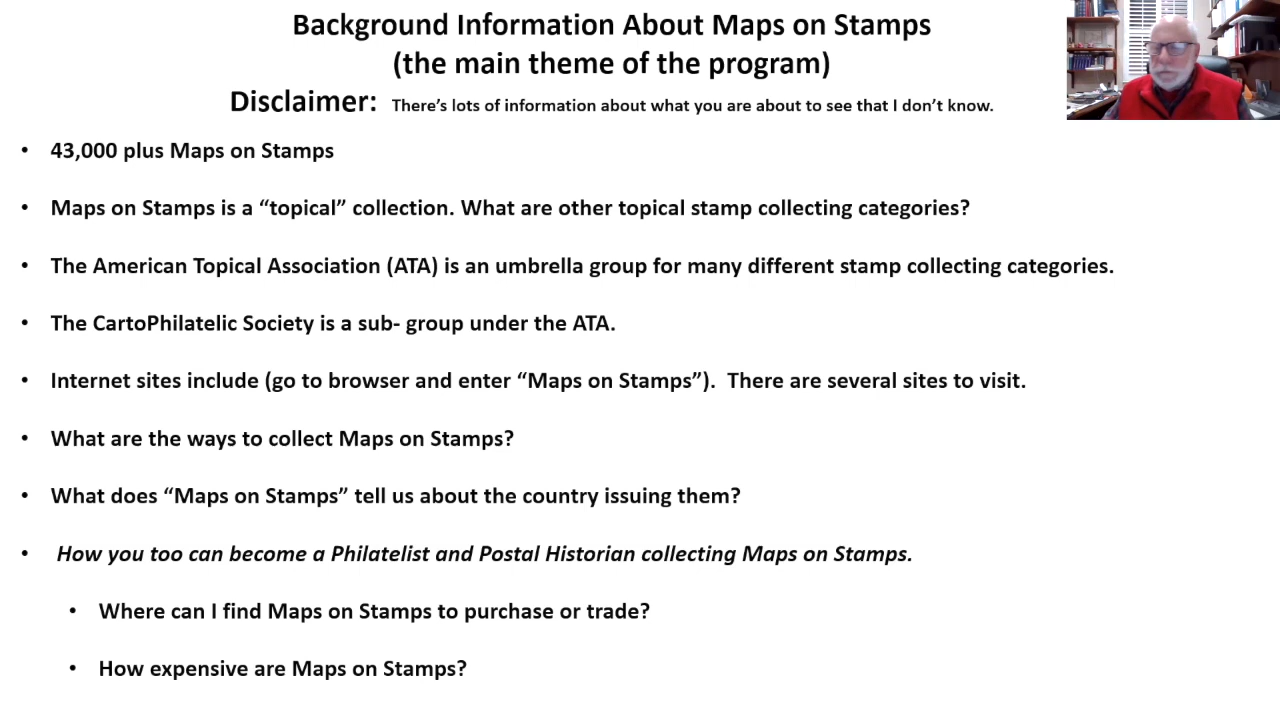 Background Information About Maps on Stamps
(the main theme of the program)
Disclaimer: There’s lots of information about what you are about to see that I don’t know.
• 43,000 plus Maps on Stamps
• Maps on Stamps is a “topical” collection. What are other topical stamp collecting categories?
• The American Topical Association (ATA) is an umbrella group for many different stamp collecting categories.
• The CartoPhilatelic Society is a sub- group under the ATA.
• Internet sites include (go to browser and enter “Maps on Stamps”).  There are several sites to visit.
• What are the ways to collect Maps on Stamps?
• What does “Maps on Stamps” tell us about the country issuing them?
• How you too can become a Philatelist and Postal Historian collecting Maps on Stamps.
• Where can I find Maps on Stamps to purchase or trade?
• How expensive are Maps on Stamps?